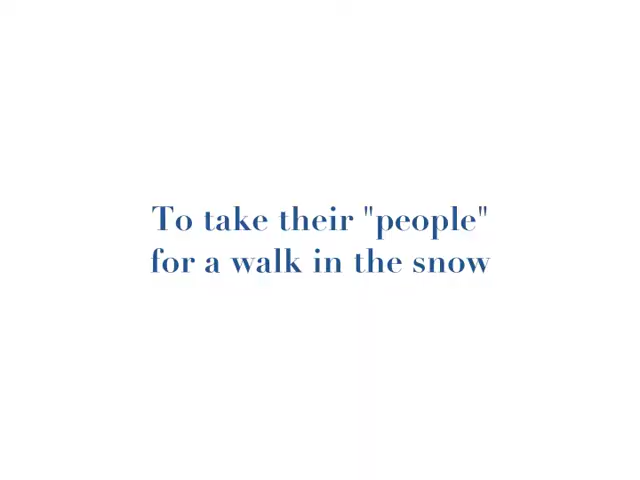 To take their "people"
for a walk in the snow